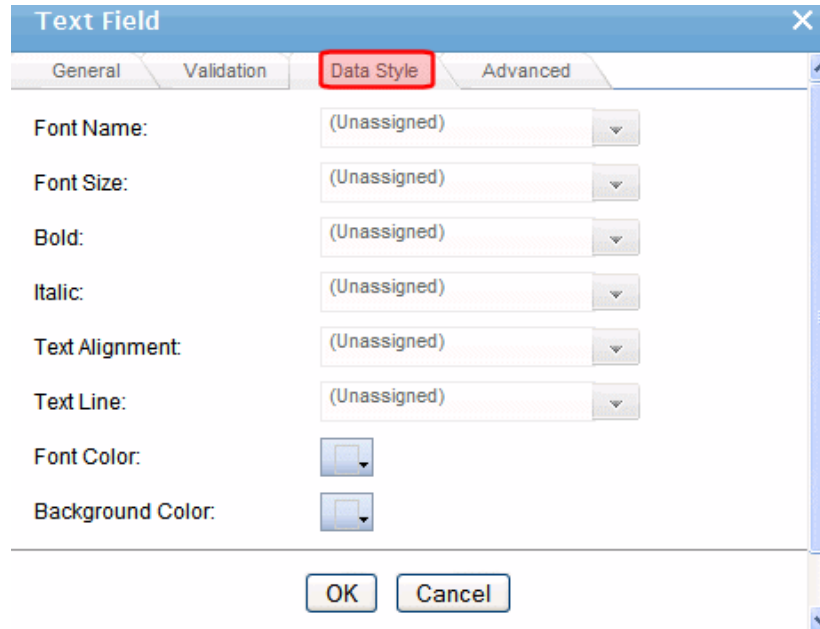 Text Field
General Validation Data Style Advanced
Font Name: (Unassigned)
Font Size: (Unassigned)
Bold: (Unassigned)
Italic: (Unassigned)
Text Alignment: (Unassigned)
Text Line: (Unassigned)
Font Color:
Background Color:
OK Cancel